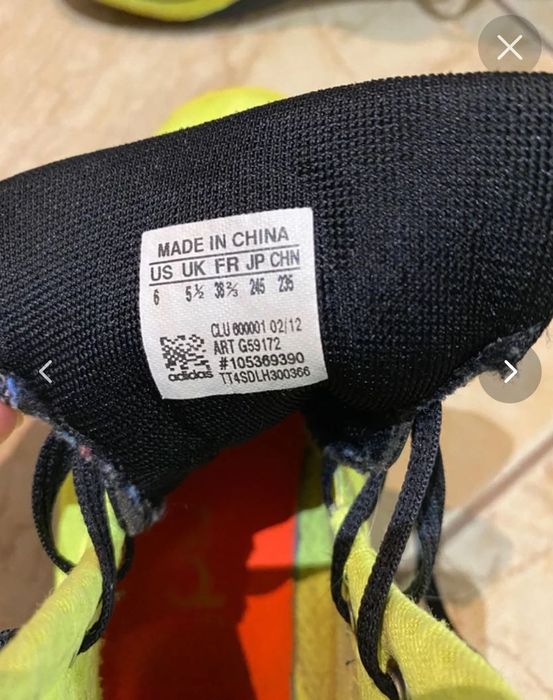 MADE IN CHINA
US UK FR JP CHN
6 5½ 38⅔ 245 235
CLU 600001 02/12
ART G59172
#105369390
adidas TT4SDLH300366